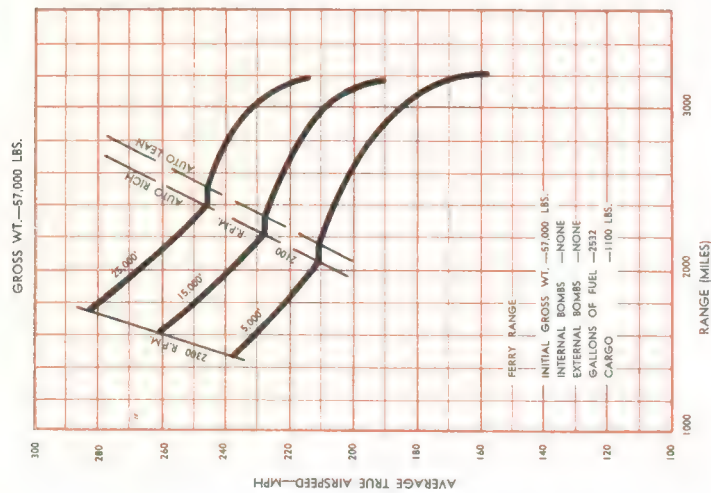 GROSS WT.—57,000 LBS.
AVERAGE TRUE AIRSPEED—MPH
300
280
260
240
220
200
180
160
140
120
100
25,000'
15,000'
5,000'
2300 R.P.M.
2100 R.P.M.
AUTO RICH
AUTO LEAN
FERRY RANGE
INITIAL GROSS WT. —57,000 LBS.
INTERNAL BOMBS —NONE
EXTERNAL BOMBS —NONE
GALLONS OF FUEL —2532
CARGO —1100 LBS.
1000
2000
3000
RANGE (MILES)